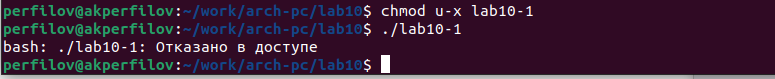 perfilov@akperfilov:~/work/arch-pc/lab10$ chmod u-x lab10-1
perfilov@akperfilov:~/work/arch-pc/lab10$ ./lab10-1
bash: ./lab10-1: Отказано в доступе
perfilov@akperfilov:~/work/arch-pc/lab10$